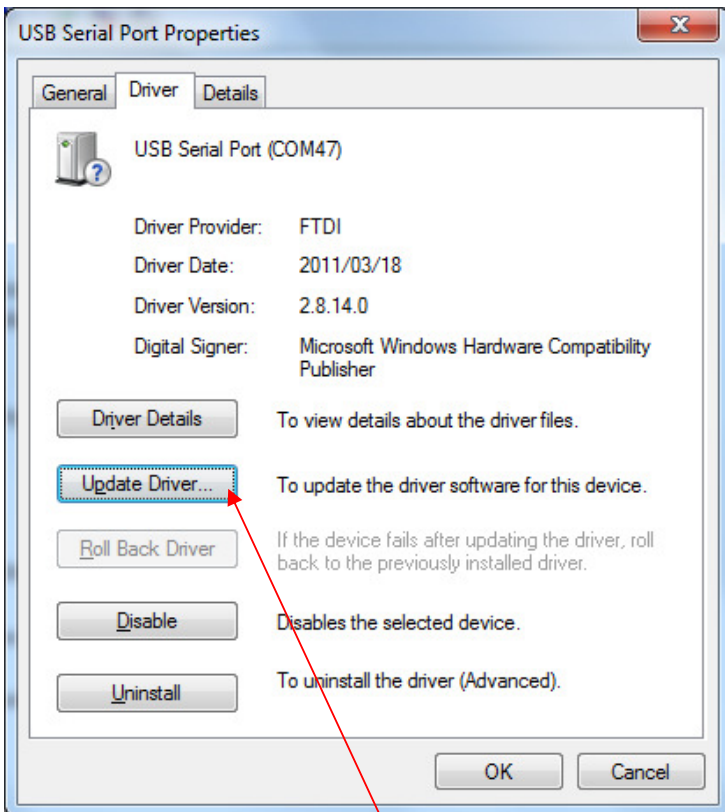 USB Serial Port Properties
General Driver Details
USB Serial Port (COM47)
Driver Provider: FTDI
Driver Date: 2011/03/18
Driver Version: 2.8.14.0
Digital Signer: Microsoft Windows Hardware Compatibility
Publisher
Driver Details To view details about the driver files.
Update Driver... To update the driver software for this device.
Roll Back Driver If the device fails after updating the driver, roll
back to the previously installed driver.
Disable Disables the selected device.
Uninstall To uninstall the driver (Advanced).
OK Cancel